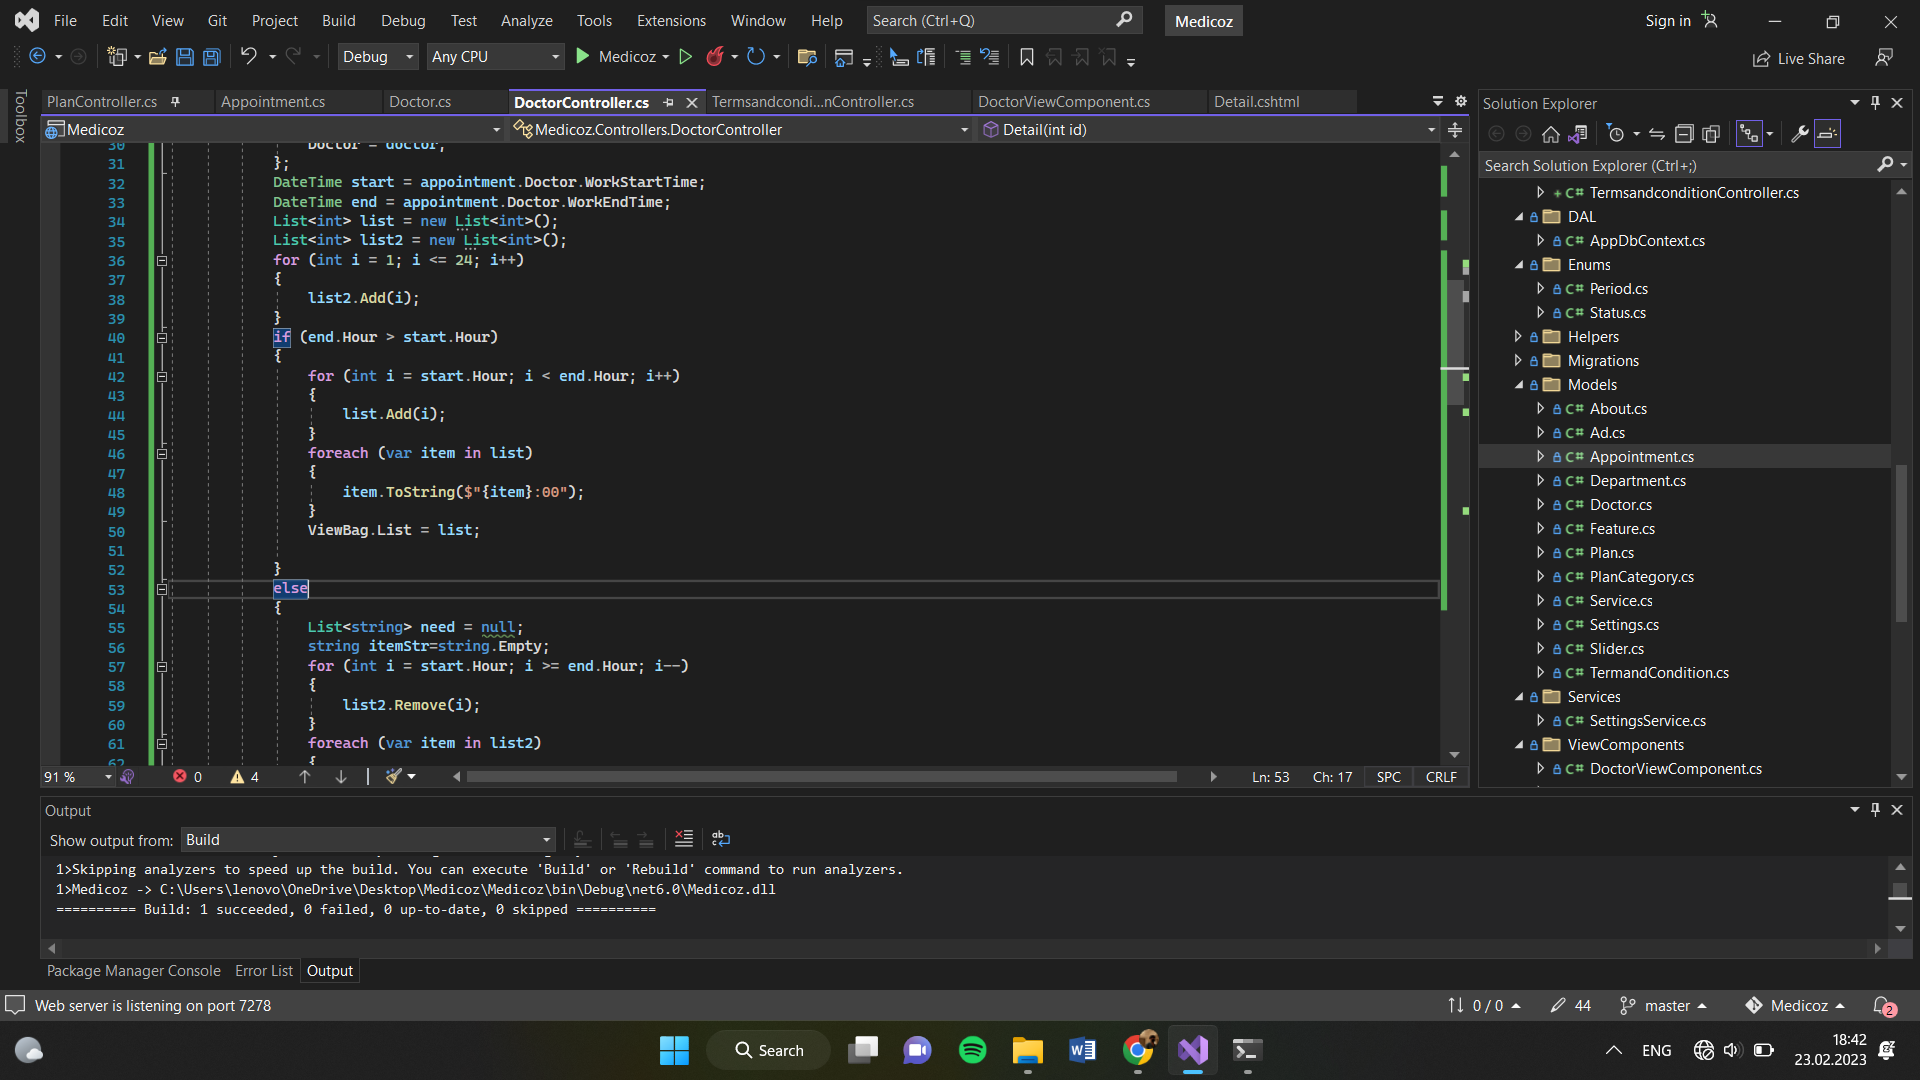 File Edit View Git Project Build Debug Test Analyze Tools Extensions Window Help Search (Ctrl+Q) Medicoz Sign in
Debug Any CPU Medicoz Live Share
Toolbox
PlanController.cs Appointment.cs Doctor.cs DoctorController.cs Termsandcondi...nController.cs DoctorViewComponent.cs Detail.cshtml
Medicoz Medicoz.Controllers.DoctorController Detail(int id)
30 Doctor = doctor,
31 };
32 DateTime start = appointment.Doctor.WorkStartTime;
33 DateTime end = appointment.Doctor.WorkEndTime;
34 List<int> list = new List<int>();
35 List<int> list2 = new List<int>();
36 for (int i = 1; i <= 24; i++)
37 {
38 list2.Add(i);
39 }
40 if (end.Hour > start.Hour)
41 {
42 for (int i = start.Hour; i < end.Hour; i++)
43 {
44 list.Add(i);
45 }
46 foreach (var item in list)
47 {
48 item.ToString($"{item}:00");
49 }
50 ViewBag.List = list;
51
52 }
53 else
54 {
55 List<string> need = null;
56 string itemStr=string.Empty;
57 for (int i = start.Hour; i >= end.Hour; i--)
58 {
59 list2.Remove(i);
60 }
61 foreach (var item in list2)
62 {
91 % 0 4 Ln: 53 Ch: 17 SPC CRLF
Solution Explorer
Search Solution Explorer (Ctrl+;)
+ C# TermsandconditionController.cs
DAL
C# AppDbContext.cs
Enums
C# Period.cs
C# Status.cs
Helpers
Migrations
Models
C# About.cs
C# Ad.cs
C# Appointment.cs
C# Department.cs
C# Doctor.cs
C# Feature.cs
C# Plan.cs
C# PlanCategory.cs
C# Service.cs
C# Settings.cs
C# Slider.cs
C# TermandCondition.cs
Services
C# SettingsService.cs
ViewComponents
C# DoctorViewComponent.cs
Output
Show output from: Build
1>Skipping analyzers to speed up the build. You can execute 'Build' or 'Rebuild' command to run analyzers.
1>Medicoz -> C:\Users\lenovo\OneDrive\Desktop\Medicoz\Medicoz\bin\Debug\net6.0\Medicoz.dll
========== Build: 1 succeeded, 0 failed, 0 up-to-date, 0 skipped ==========
Package Manager Console Error List Output
Web server is listening on port 7278 0 / 0 44 master Medicoz 2
Search ENG 18:42
23.02.2023